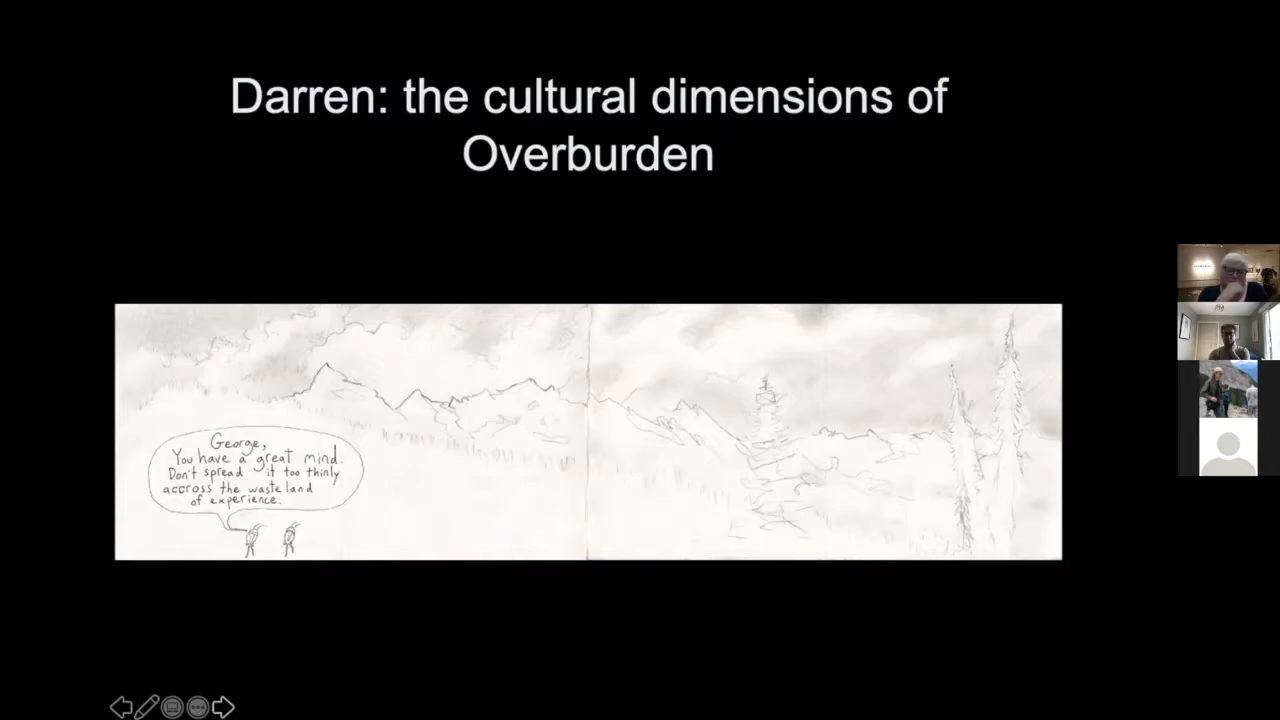 Darren: the cultural dimensions of
Overburden
George,
You have a great mind.
Don't spread it too thinly
accross the wasteland
of experience.